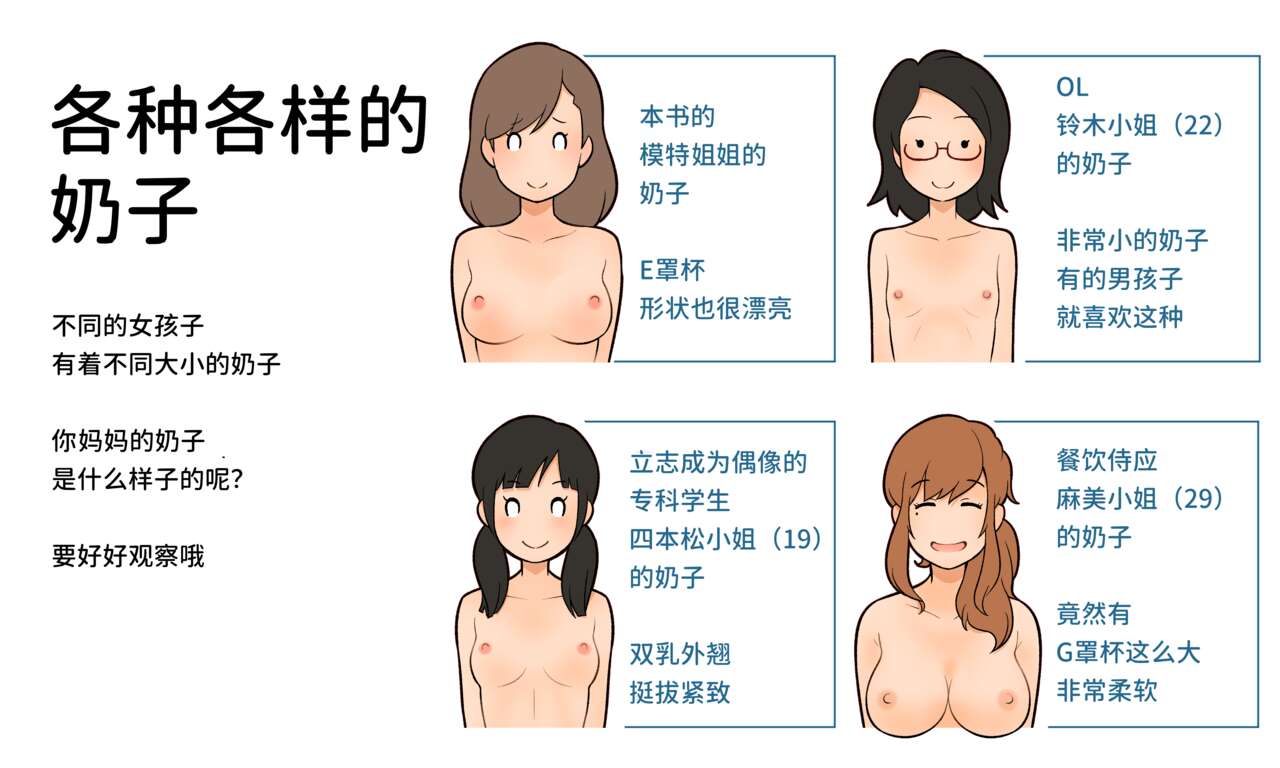 各种各样的
奶子
不同的女孩子
有着不同大小的奶子
你妈妈的奶子
是什么样子的呢?
要好好观察哦
本书的
模特姐姐的
奶子
E罩杯
形状也很漂亮
OL
铃木小姐（22）
的奶子
非常小的奶子
有的男孩子
就喜欢这种
立志成为偶像的
专科学生
四本松小姐（19）
的奶子
双乳外翘
挺拔紧致
餐饮侍应
麻美小姐（29）
的奶子
竟然有
G罩杯这么大
非常柔软